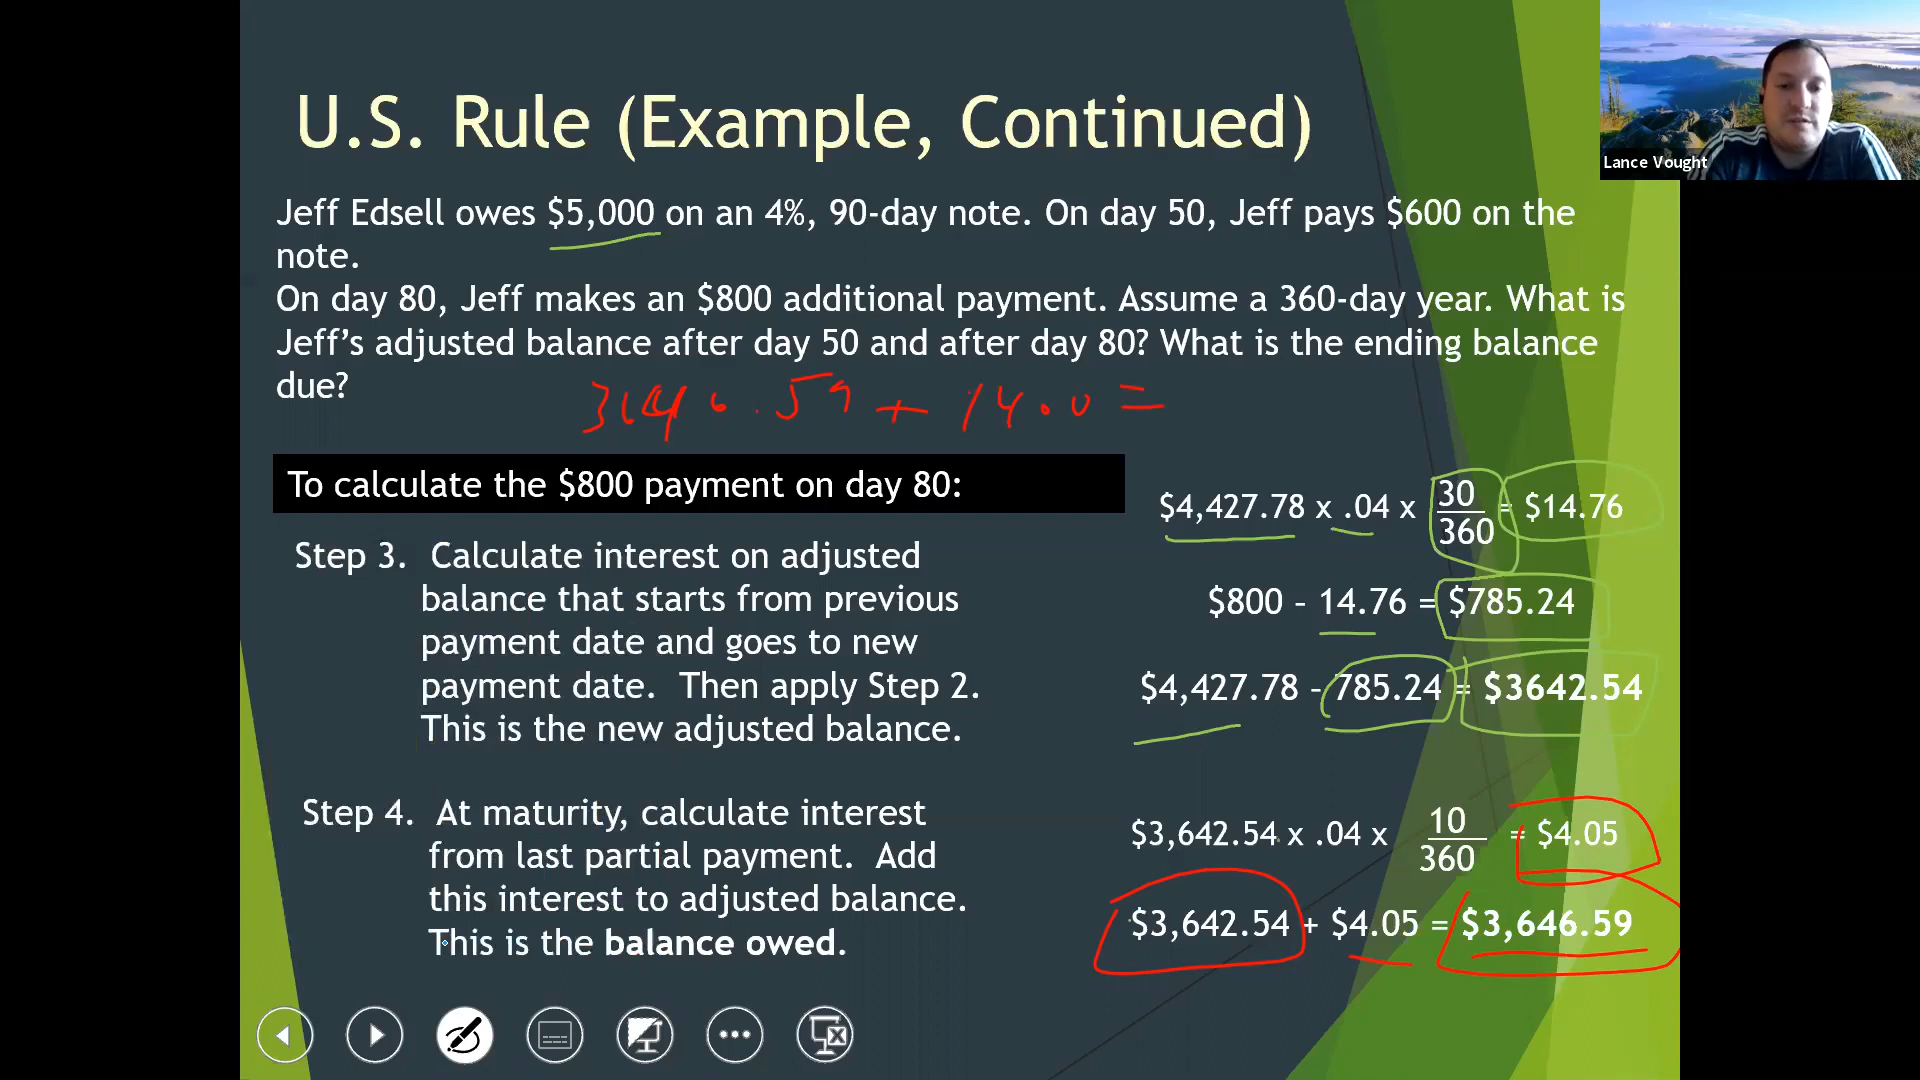 U.S. Rule (Example, Continued)
Lance Vought
Jeff Edsell owes $5,000 on an 4%, 90-day note. On day 50, Jeff pays $600 on the
note.
On day 80, Jeff makes an $800 additional payment. Assume a 360-day year. What is
Jeff’s adjusted balance after day 50 and after day 80? What is the ending balance
due?
3646.59 + 1400 =
To calculate the $800 payment on day 80:
$4,427.78 x .04 x 30/360 = $14.76
Step 3. Calculate interest on adjusted
balance that starts from previous
payment date and goes to new
payment date. Then apply Step 2.
This is the new adjusted balance.
$800 – 14.76 = $785.24
$4,427.78 – 785.24 = $3642.54
Step 4. At maturity, calculate interest
from last partial payment. Add
this interest to adjusted balance.
This is the balance owed.
$3,642.54 x .04 x 10/360 = $4.05
$3,642.54 + $4.05 = $3,646.59